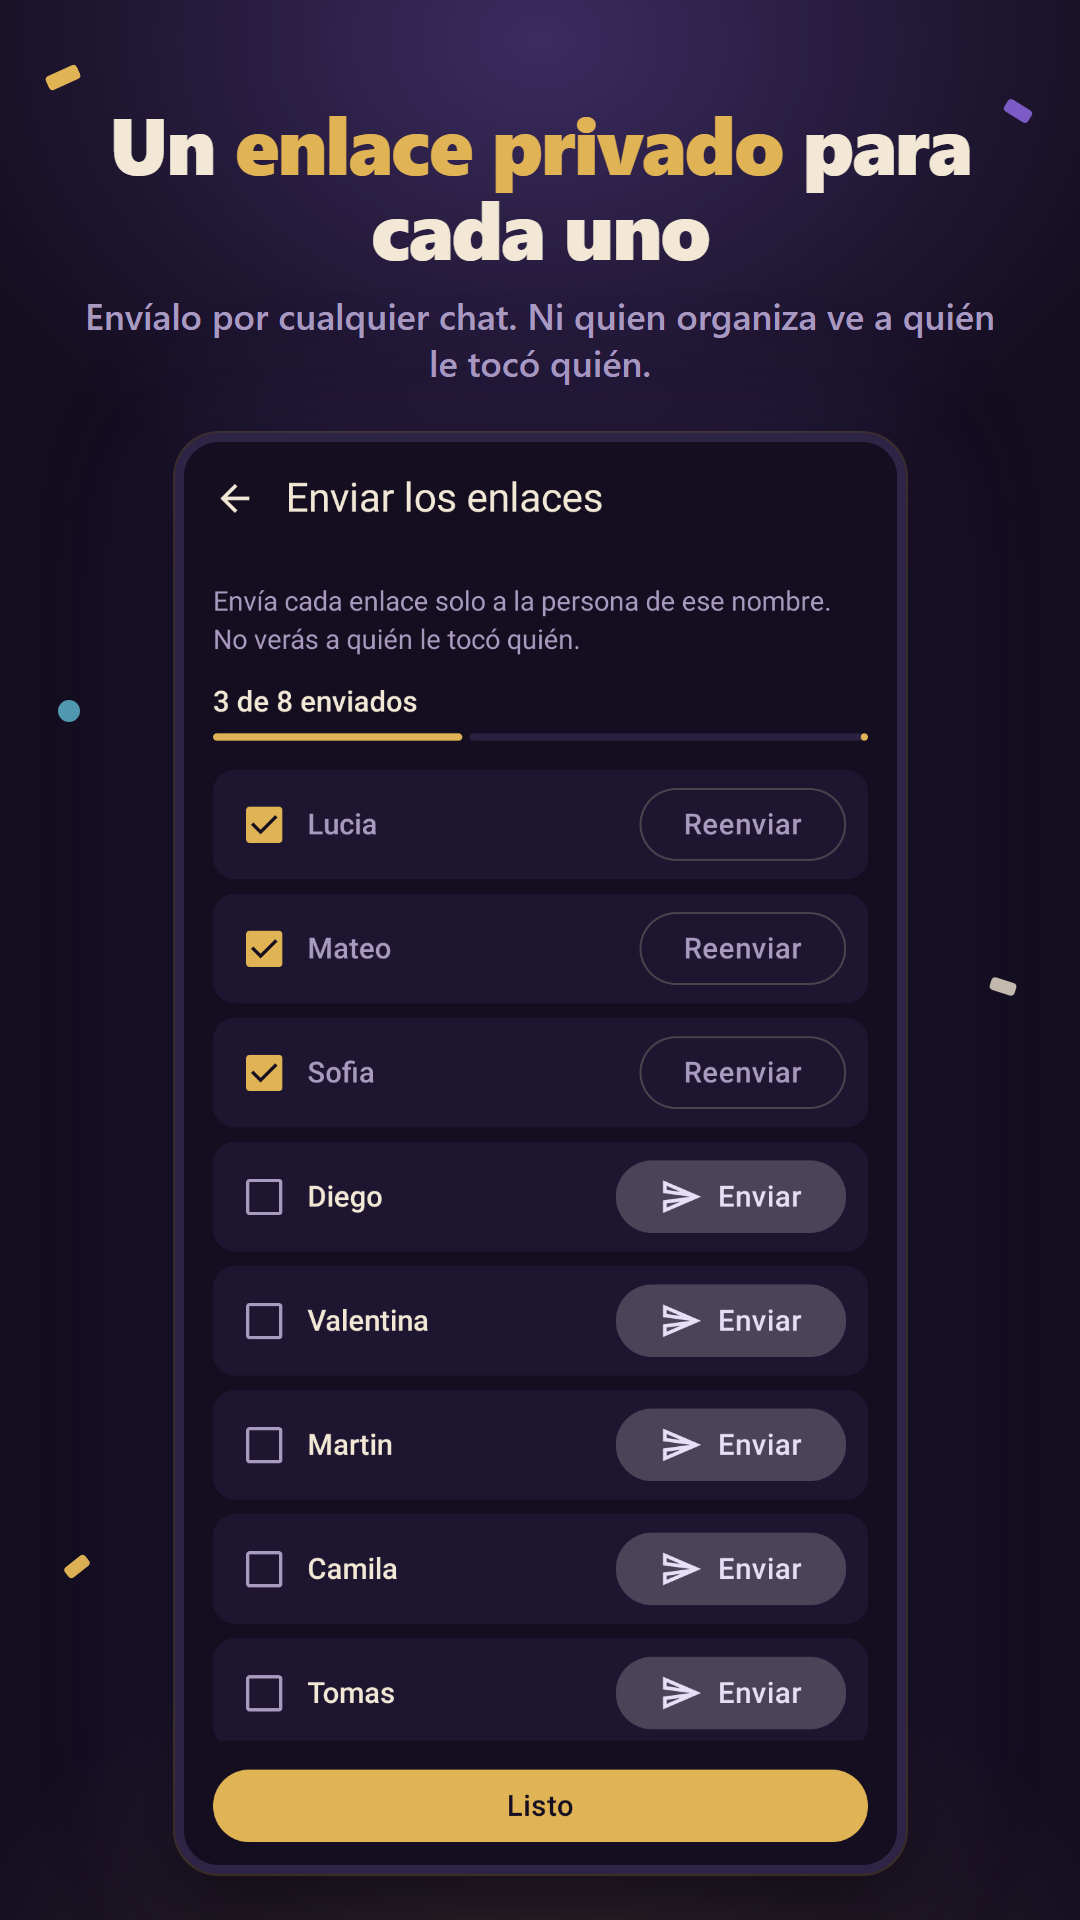 Un enlace privado para
cada uno
Envíalo por cualquier chat. Ni quien organiza ve a quién
le tocó quién.
Enviar los enlaces
Envía cada enlace solo a la persona de ese nombre.
No verás a quién le tocó quién.
3 de 8 enviados
Lucia Reenviar
Mateo Reenviar
Sofia Reenviar
Diego Enviar
Valentina Enviar
Martin Enviar
Camila Enviar
Tomas Enviar
Listo